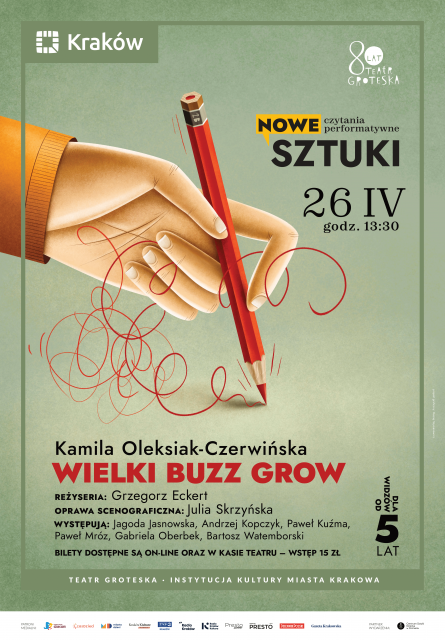 Kraków
80 LAT
TEATR
GROTESKA
NOWE czytania
performatywne
SZTUKI
26 IV
godz. 13:30
Kamila Oleksiak-Czerwińska
WIELKI BUZZ GROW
REŻYSERIA: Grzegorz Eckert
OPRAWA SCENOGRAFICZNA: Julia Skrzyńska
WYSTĘPUJĄ: Jagoda Jasnowska, Andrzej Kopczyk, Paweł Kuźma,
Paweł Mróz, Gabriela Oberbek, Bartosz Watemborski
BILETY DOSTĘPNE SĄ ON-LINE ORAZ W KASIE TEATRU – WSTĘP 15 ZŁ
DLA
WIDZÓW
OD
5
LAT
TEATR GROTESKA · INSTYTUCJA KULTURY MIASTA KRAKOWA
PRESTO
Gazeta Krakowska